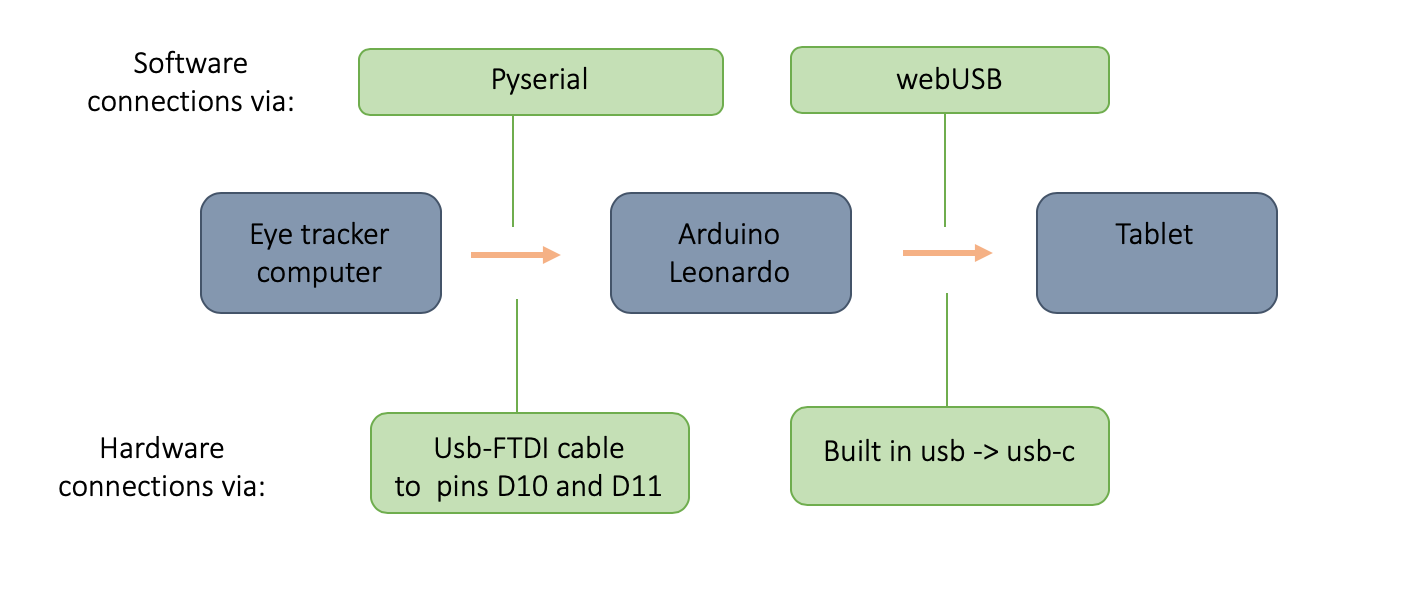 Software
connections via:
Pyserial
webUSB
Eye tracker
computer
Arduino
Leonardo
Tablet
Hardware
connections via:
Usb-FTDI cable
to  pins D10 and D11
Built in usb -> usb-c